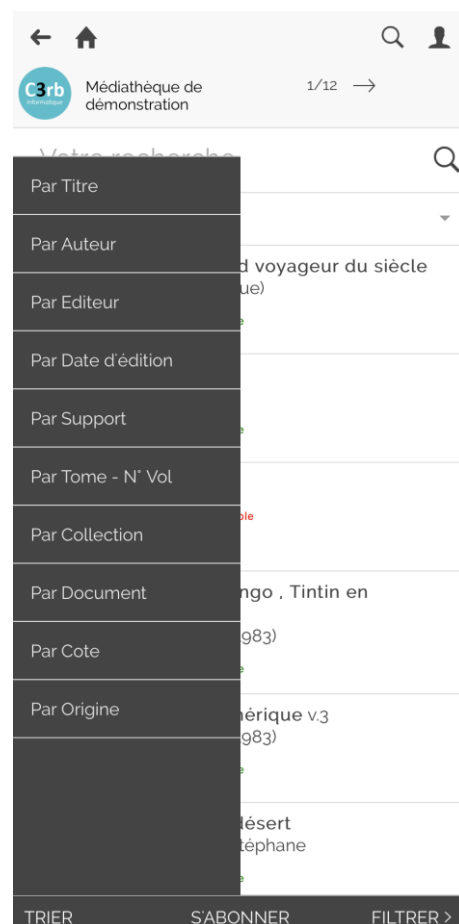 C3rb
informatique
Médiathèque de
démonstration
1/12
Par Titre
Par Auteur
Par Editeur
Par Date d'édition
Par Support
Par Tome - N° Vol
Par Collection
Par Document
Par Cote
Par Origine
d voyageur du siècle
ue)
ble
ngo , Tintin en
983)
nérique v.3
983)
désert
téphane
TRIER
S'ABONNER
FILTRER >